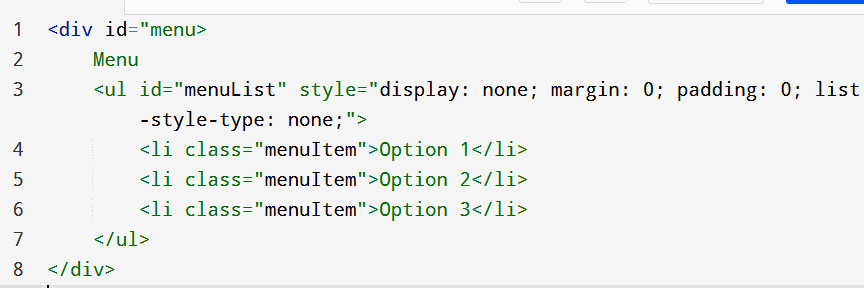 1 <div id="menu>
2 Menu
3 <ul id="menuList" style="display: none; margin: 0; padding: 0; list
-style-type: none;">
4 <li class="menuItem">Option 1</li>
5 <li class="menuItem">Option 2</li>
6 <li class="menuItem">Option 3</li>
7 </ul>
8 </div>